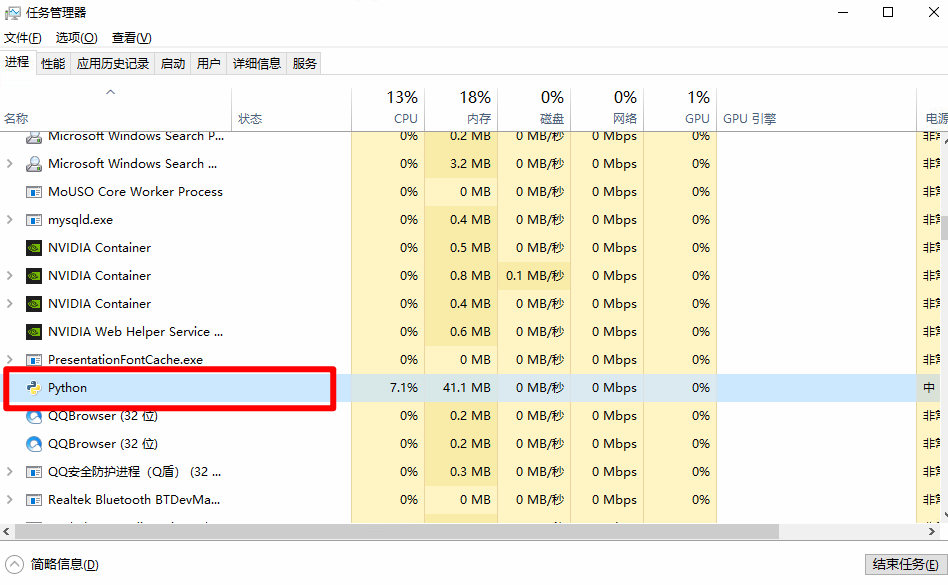 任务管理器
文件(F) 选项(O) 查看(V)
进程 性能 应用历史记录 启动 用户 详细信息 服务
13% 18% 0% 0% 1%
名称 状态 CPU 内存 磁盘 网络 GPU GPU 引擎 电源
Microsoft Windows Search P... 0% 0.2 MB 0 MB/秒 0 Mbps 0% 非常
Microsoft Windows Search ... 0% 3.2 MB 0 MB/秒 0 Mbps 0% 非常
MoUSO Core Worker Process 0% 0 MB 0 MB/秒 0 Mbps 0% 非常
mysqld.exe 0% 0.4 MB 0 MB/秒 0 Mbps 0% 非常
NVIDIA Container 0% 0.5 MB 0 MB/秒 0 Mbps 0% 非常
NVIDIA Container 0% 0.8 MB 0.1 MB/秒 0 Mbps 0% 非常
NVIDIA Container 0% 0.4 MB 0 MB/秒 0 Mbps 0% 非常
NVIDIA Web Helper Service ... 0% 0.6 MB 0 MB/秒 0 Mbps 0% 非常
PresentationFontCache.exe 0% 0 MB 0 MB/秒 0 Mbps 0% 非常
Python 7.1% 41.1 MB 0 MB/秒 0 Mbps 0% 中
QQBrowser (32 位) 0% 0.2 MB 0 MB/秒 0 Mbps 0% 非常
QQBrowser (32 位) 0% 0.2 MB 0 MB/秒 0 Mbps 0% 非常
QQ安全防护进程（Q盾） (32 ... 0% 0.3 MB 0 MB/秒 0 Mbps 0% 非常
Realtek Bluetooth BTDevMa... 0% 0 MB 0 MB/秒 0 Mbps 0% 非常
简略信息(D) 结束任务(E)